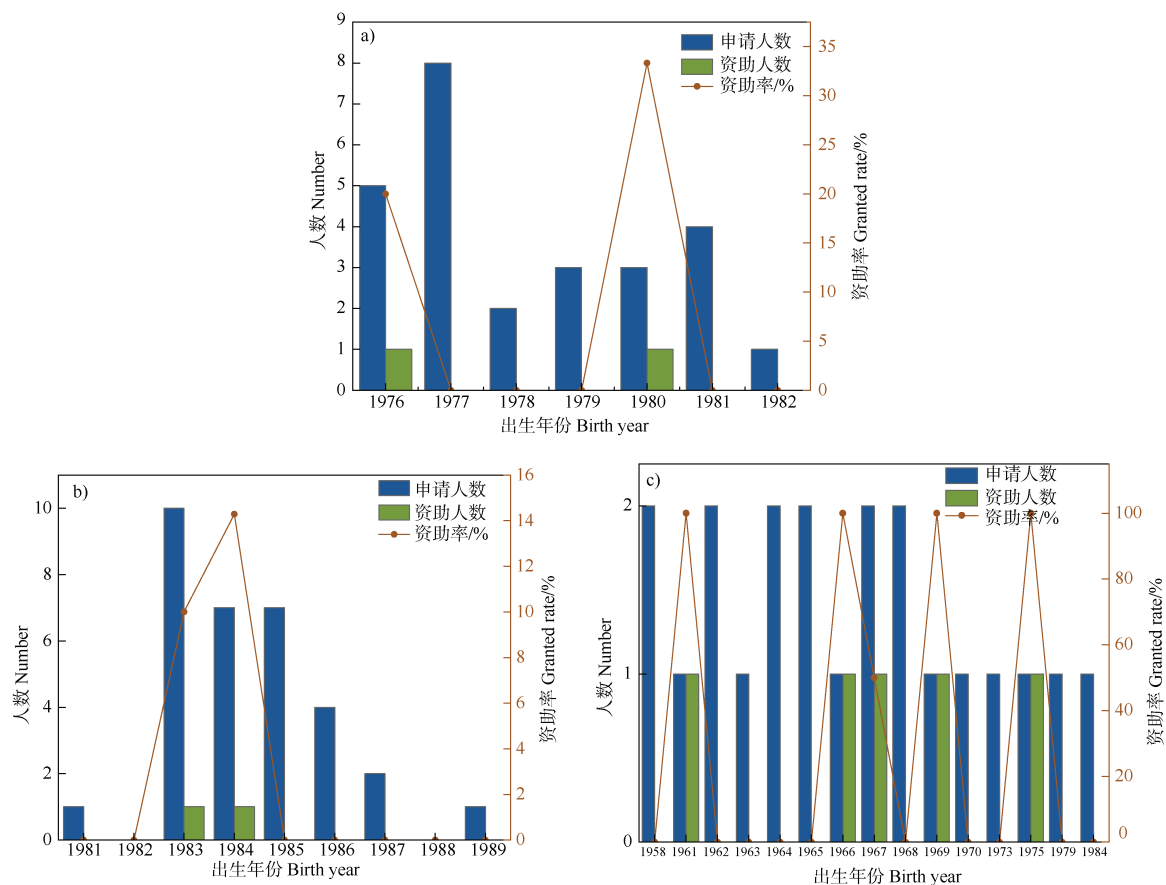 a)
申请人数
资助人数
资助率/%
人数 Number
9
8
7
6
5
4
3
2
1
0
35
30
25
20
15
10
5
0
资助率 Granted rate/%
1976 1977 1978 1979 1980 1981 1982
出生年份 Birth year
b)
申请人数
资助人数
资助率/%
人数 Number
10
8
6
4
2
0
16
14
12
10
8
6
4
2
0
资助率 Granted rate/%
1981 1982 1983 1984 1985 1986 1987 1988 1989
出生年份 Birth year
c)
申请人数
资助人数
资助率/%
人数 Number
2
1
0
100
80
60
40
20
0
资助率 Granted rate/%
1958 1961 1962 1963 1964 1965 1966 1967 1968 1969 1970 1973 1975 1979 1984
出生年份 Birth year